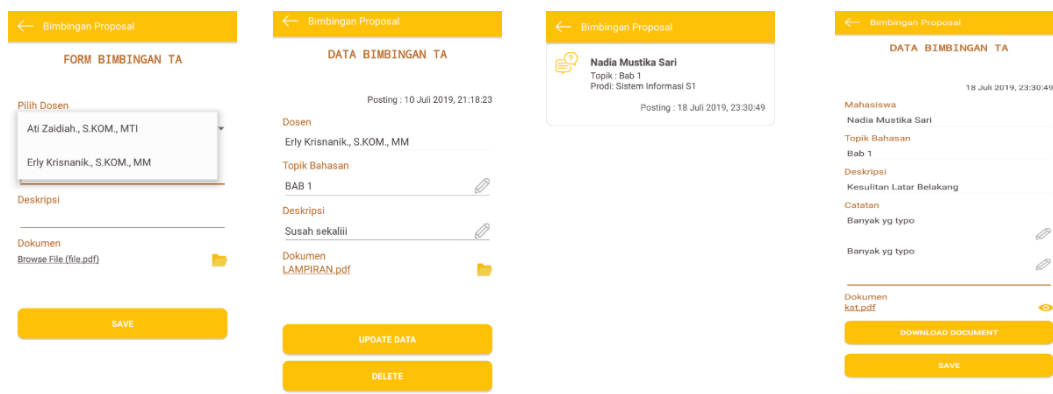 Bimbingan Proposal
FORM BIMBINGAN TA
Pilih Dosen
Ati Zaidiah., S.KOM., MTI
Erly Krisnanik., S.KOM., MM
Deskripsi
Dokumen
Browse File (file.pdf)
SAVE
Bimbingan Proposal
DATA BIMBINGAN TA
Posting : 10 Juli 2019, 21:18:23
Dosen
Erly Krisnanik., S.KOM., MM
Topik Bahasan
BAB 1
Deskripsi
Susah sekaliii
Dokumen
LAMPIRAN.pdf
UPDATE DATA
DELETE
Bimbingan Proposal
Nadia Mustika Sari
Topik : Bab 1
Prodi: Sistem Informasi S1
Posting : 18 Juli 2019, 23:30:49
Bimbingan Proposal
DATA BIMBINGAN TA
18 Juli 2019, 23:30:49
Mahasiswa
Nadia Mustika Sari
Topik Bahasan
Bab 1
Deskripsi
Kesulitan Latar Belakang
Catatan
Banyak yg typo
Banyak yg typo
Dokumen
kst.pdf
DOWNLOAD DOCUMENT
SAVE